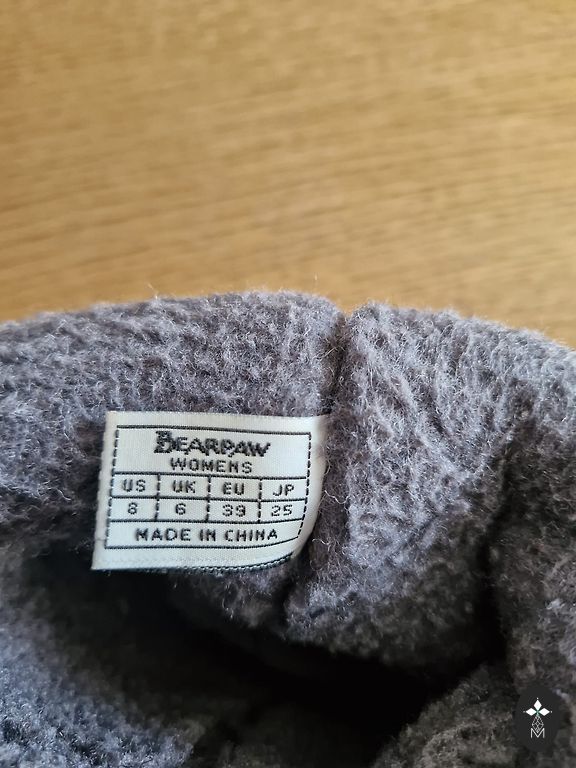 BEARPAW
WOMENS
US UK EU JP
8 6 39 25
MADE IN CHINA
M